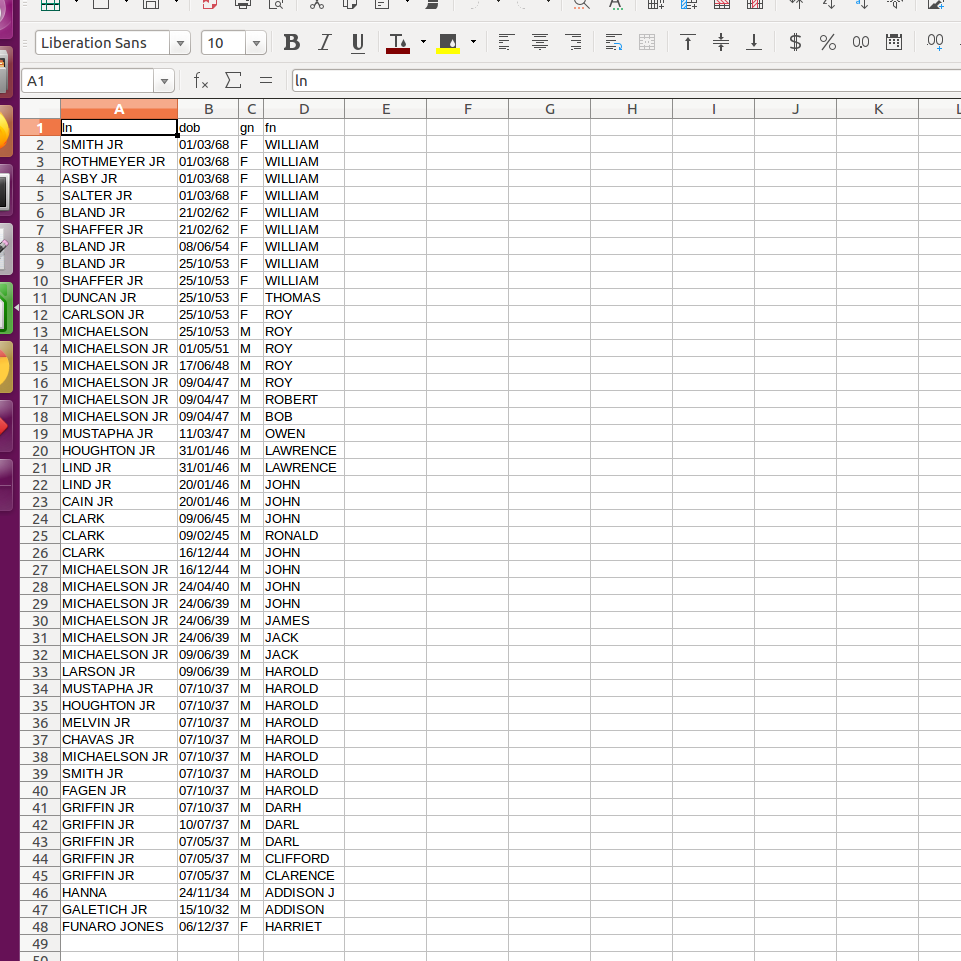 Liberation Sans 10 B I U T $ % 0,0 .00
A1 fx Σ = ln
A B C D E F G H I J K L
1 ln dob gn fn
2 SMITH JR 01/03/68 F WILLIAM
3 ROTHMEYER JR 01/03/68 F WILLIAM
4 ASBY JR 01/03/68 F WILLIAM
5 SALTER JR 01/03/68 F WILLIAM
6 BLAND JR 21/02/62 F WILLIAM
7 SHAFFER JR 21/02/62 F WILLIAM
8 BLAND JR 08/06/54 F WILLIAM
9 BLAND JR 25/10/53 F WILLIAM
10 SHAFFER JR 25/10/53 F WILLIAM
11 DUNCAN JR 25/10/53 F THOMAS
12 CARLSON JR 25/10/53 F ROY
13 MICHAELSON 25/10/53 M ROY
14 MICHAELSON JR 01/05/51 M ROY
15 MICHAELSON JR 17/06/48 M ROY
16 MICHAELSON JR 09/04/47 M ROY
17 MICHAELSON JR 09/04/47 M ROBERT
18 MICHAELSON JR 09/04/47 M BOB
19 MUSTAPHA JR 11/03/47 M OWEN
20 HOUGHTON JR 31/01/46 M LAWRENCE
21 LIND JR 31/01/46 M LAWRENCE
22 LIND JR 20/01/46 M JOHN
23 CAIN JR 20/01/46 M JOHN
24 CLARK 09/06/45 M JOHN
25 CLARK 09/02/45 M RONALD
26 CLARK 16/12/44 M JOHN
27 MICHAELSON JR 16/12/44 M JOHN
28 MICHAELSON JR 24/04/40 M JOHN
29 MICHAELSON JR 24/06/39 M JOHN
30 MICHAELSON JR 24/06/39 M JAMES
31 MICHAELSON JR 24/06/39 M JACK
32 MICHAELSON JR 09/06/39 M JACK
33 LARSON JR 09/06/39 M HAROLD
34 MUSTAPHA JR 07/10/37 M HAROLD
35 HOUGHTON JR 07/10/37 M HAROLD
36 MELVIN JR 07/10/37 M HAROLD
37 CHAVAS JR 07/10/37 M HAROLD
38 MICHAELSON JR 07/10/37 M HAROLD
39 SMITH JR 07/10/37 M HAROLD
40 FAGEN JR 07/10/37 M HAROLD
41 GRIFFIN JR 07/10/37 M DARH
42 GRIFFIN JR 10/07/37 M DARL
43 GRIFFIN JR 07/05/37 M DARL
44 GRIFFIN JR 07/05/37 M CLIFFORD
45 GRIFFIN JR 07/05/37 M CLARENCE
46 HANNA 24/11/34 M ADDISON J
47 GALETICH JR 15/10/32 M ADDISON
48 FUNARO JONES 06/12/37 F HARRIET
49
50